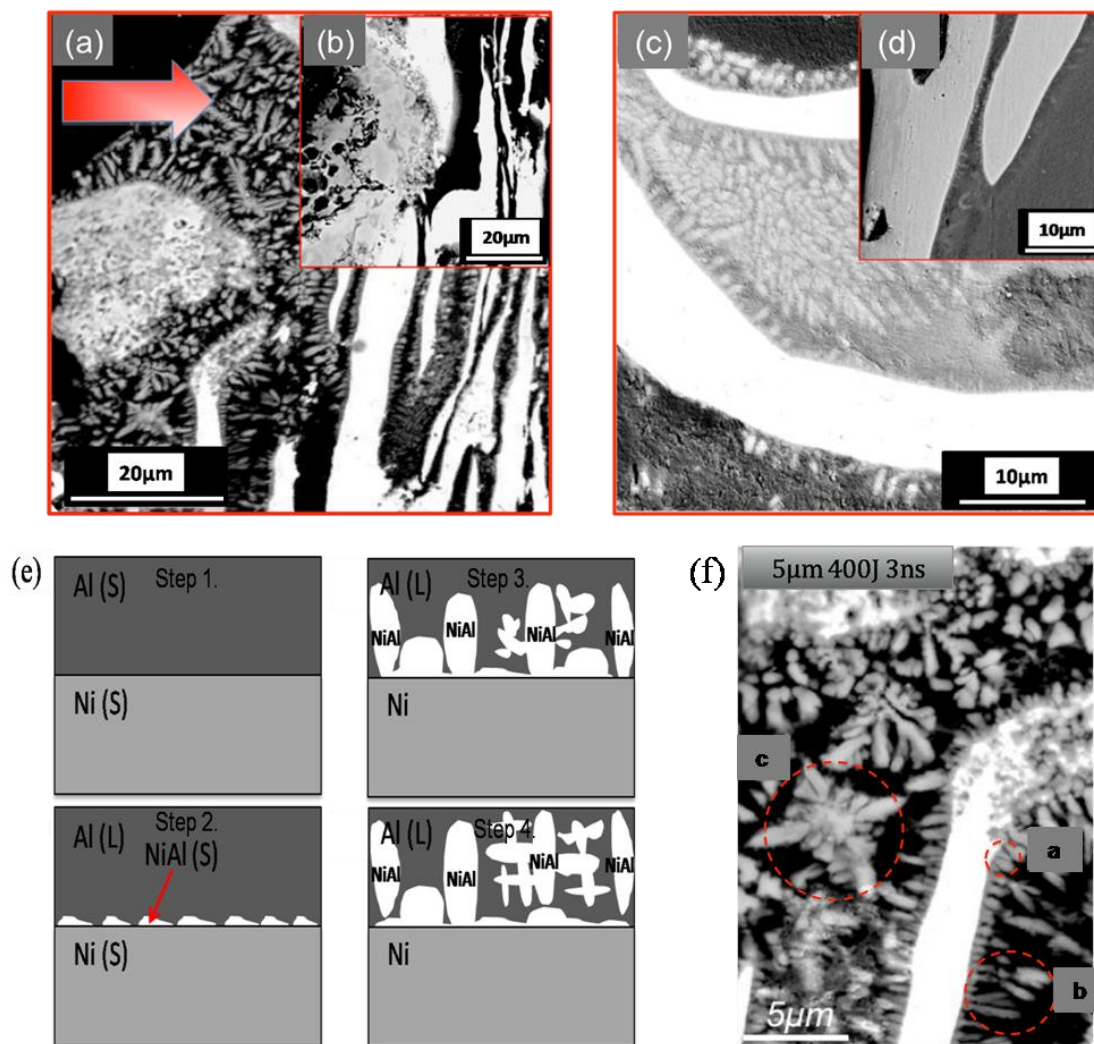 (a)
(b)
20µm
20µm
(c)
(d)
10µm
10µm
(e)
Al (S)
Step 1.
Ni (S)
Al (L)
Step 3.
NiAl
NiAl
NiAl
NiAl
Ni
Al (L)
Step 2.
NiAl (S)
Ni (S)
Al (L)
Step 4.
NiAl
NiAl
NiAl
NiAl
Ni
(f)
5µm 400J 3ns
c
a
b
5µm